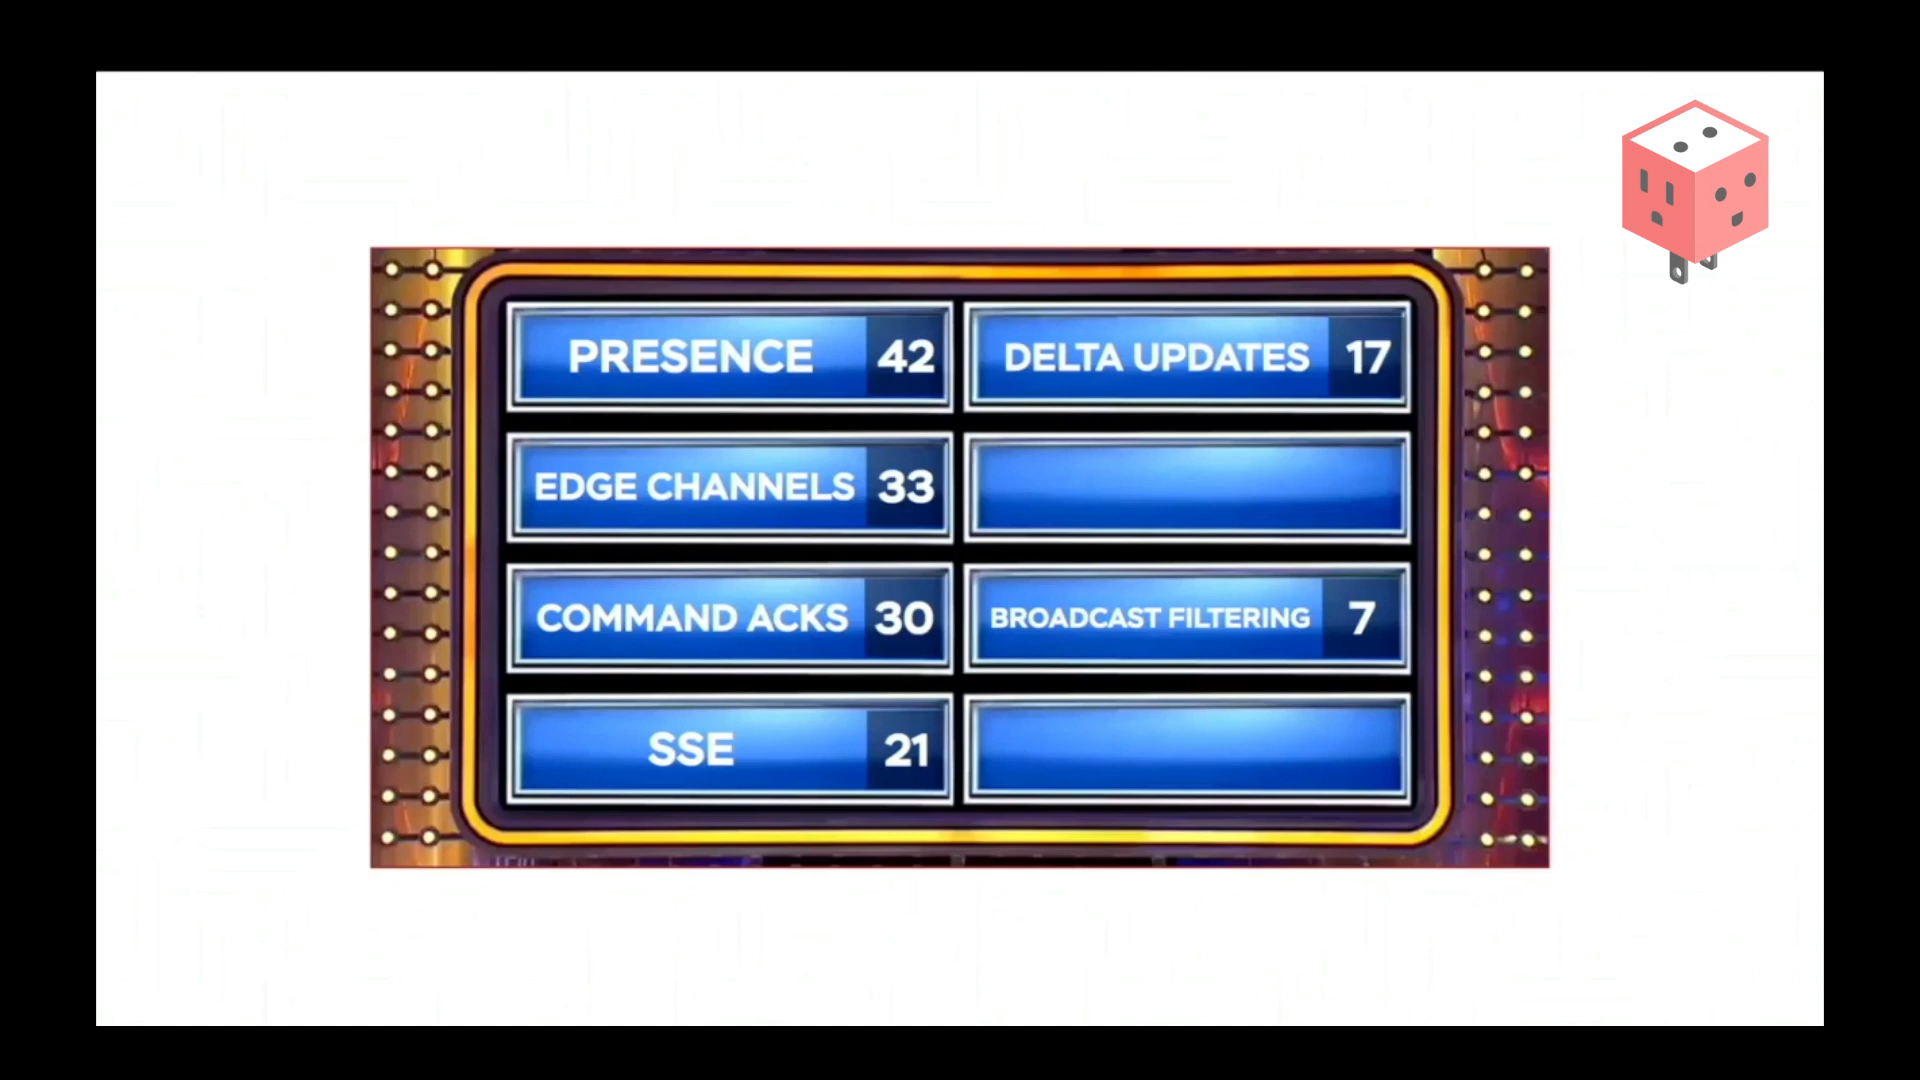 PRESENCE 42
EDGE CHANNELS 33
COMMAND ACKS 30
SSE 21
DELTA UPDATES 17
BROADCAST FILTERING 7